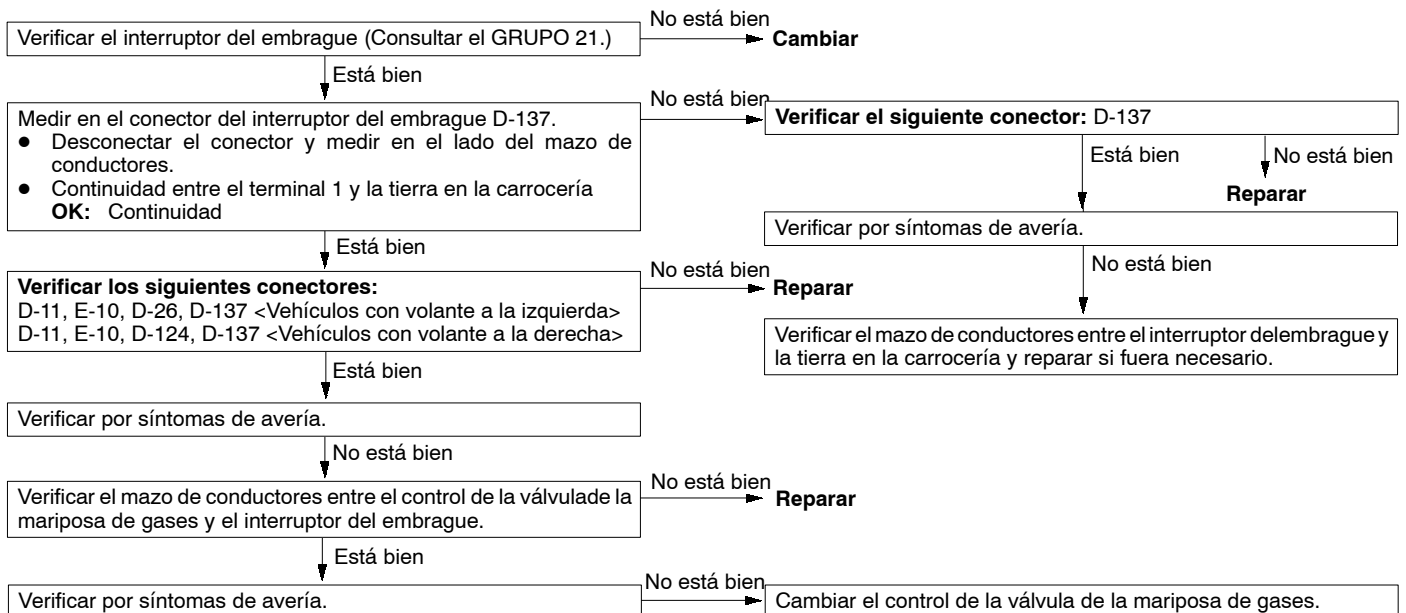 Verificar el interruptor del embrague (Consultar el GRUPO 21.)
No está bien
Cambiar
Está bien
Medir en el conector del interruptor del embrague D-137.
● Desconectar el conector y medir en el lado del mazo de
conductores.
● Continuidad entre el terminal 1 y la tierra en la carrocería
OK: Continuidad
No está bien
Verificar el siguiente conector: D-137
Está bien
No está bien
Reparar
Verificar por síntomas de avería.
No está bien
Verificar el mazo de conductores entre el interruptor delembrague y
la tierra en la carrocería y reparar si fuera necesario.
Está bien
Verificar los siguientes conectores:
D-11, E-10, D-26, D-137 <Vehículos con volante a la izquierda>
D-11, E-10, D-124, D-137 <Vehículos con volante a la derecha>
No está bien
Reparar
Está bien
Verificar por síntomas de avería.
No está bien
Verificar el mazo de conductores entre el control de la válvulade la
mariposa de gases y el interruptor del embrague.
No está bien
Reparar
Está bien
Verificar por síntomas de avería.
No está bien
Cambiar el control de la válvula de la mariposa de gases.